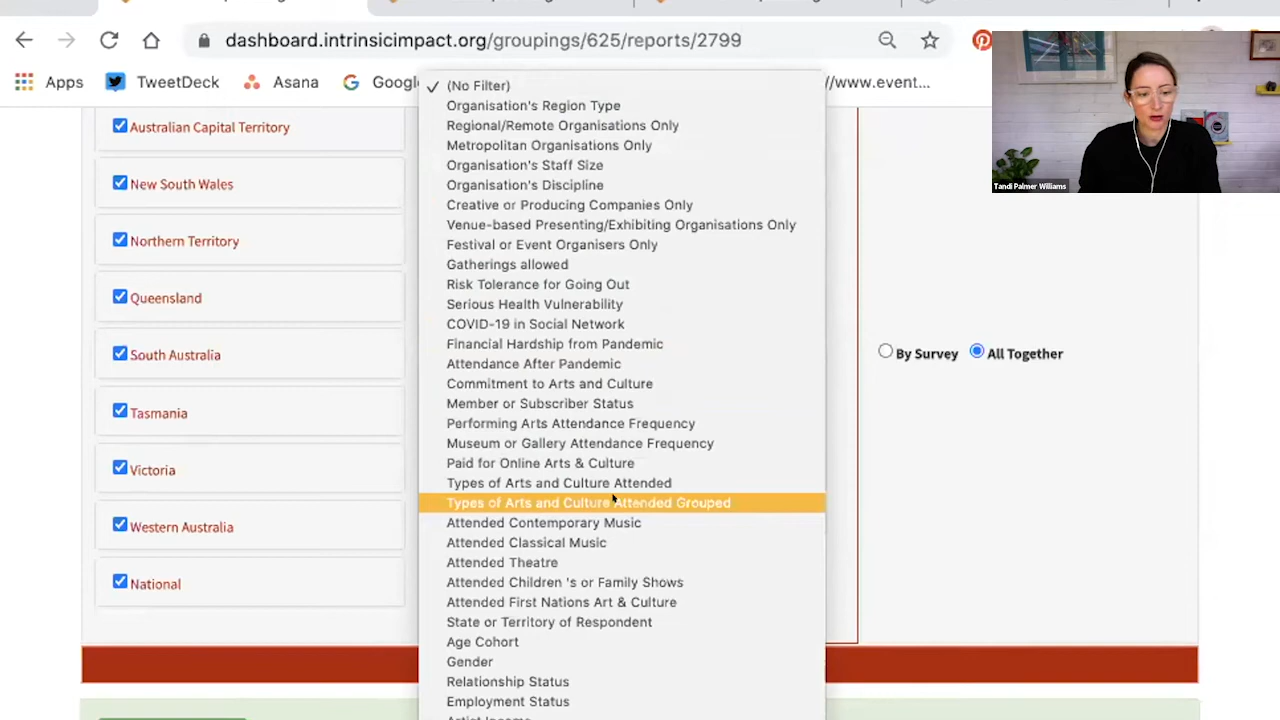 dashboard.intrinsicimpact.org/groupings/625/reports/2799
Apps
TweetDeck
Asana
Googl
//www.event...
Tandi Palmer Williams
Australian Capital Territory
New South Wales
Northern Territory
Queensland
South Australia
Tasmania
Victoria
Western Australia
National
(No Filter)
Organisation's Region Type
Regional/Remote Organisations Only
Metropolitan Organisations Only
Organisation's Staff Size
Organisation's Discipline
Creative or Producing Companies Only
Venue-based Presenting/Exhibiting Organisations Only
Festival or Event Organisers Only
Gatherings allowed
Risk Tolerance for Going Out
Serious Health Vulnerability
COVID-19 in Social Network
Financial Hardship from Pandemic
Attendance After Pandemic
Commitment to Arts and Culture
Member or Subscriber Status
Performing Arts Attendance Frequency
Museum or Gallery Attendance Frequency
Paid for Online Arts & Culture
Types of Arts and Culture Attended
Types of Arts and Culture Attended Grouped
Attended Contemporary Music
Attended Classical Music
Attended Theatre
Attended Children 's or Family Shows
Attended First Nations Art & Culture
State or Territory of Respondent
Age Cohort
Gender
Relationship Status
Employment Status
By Survey
All Together